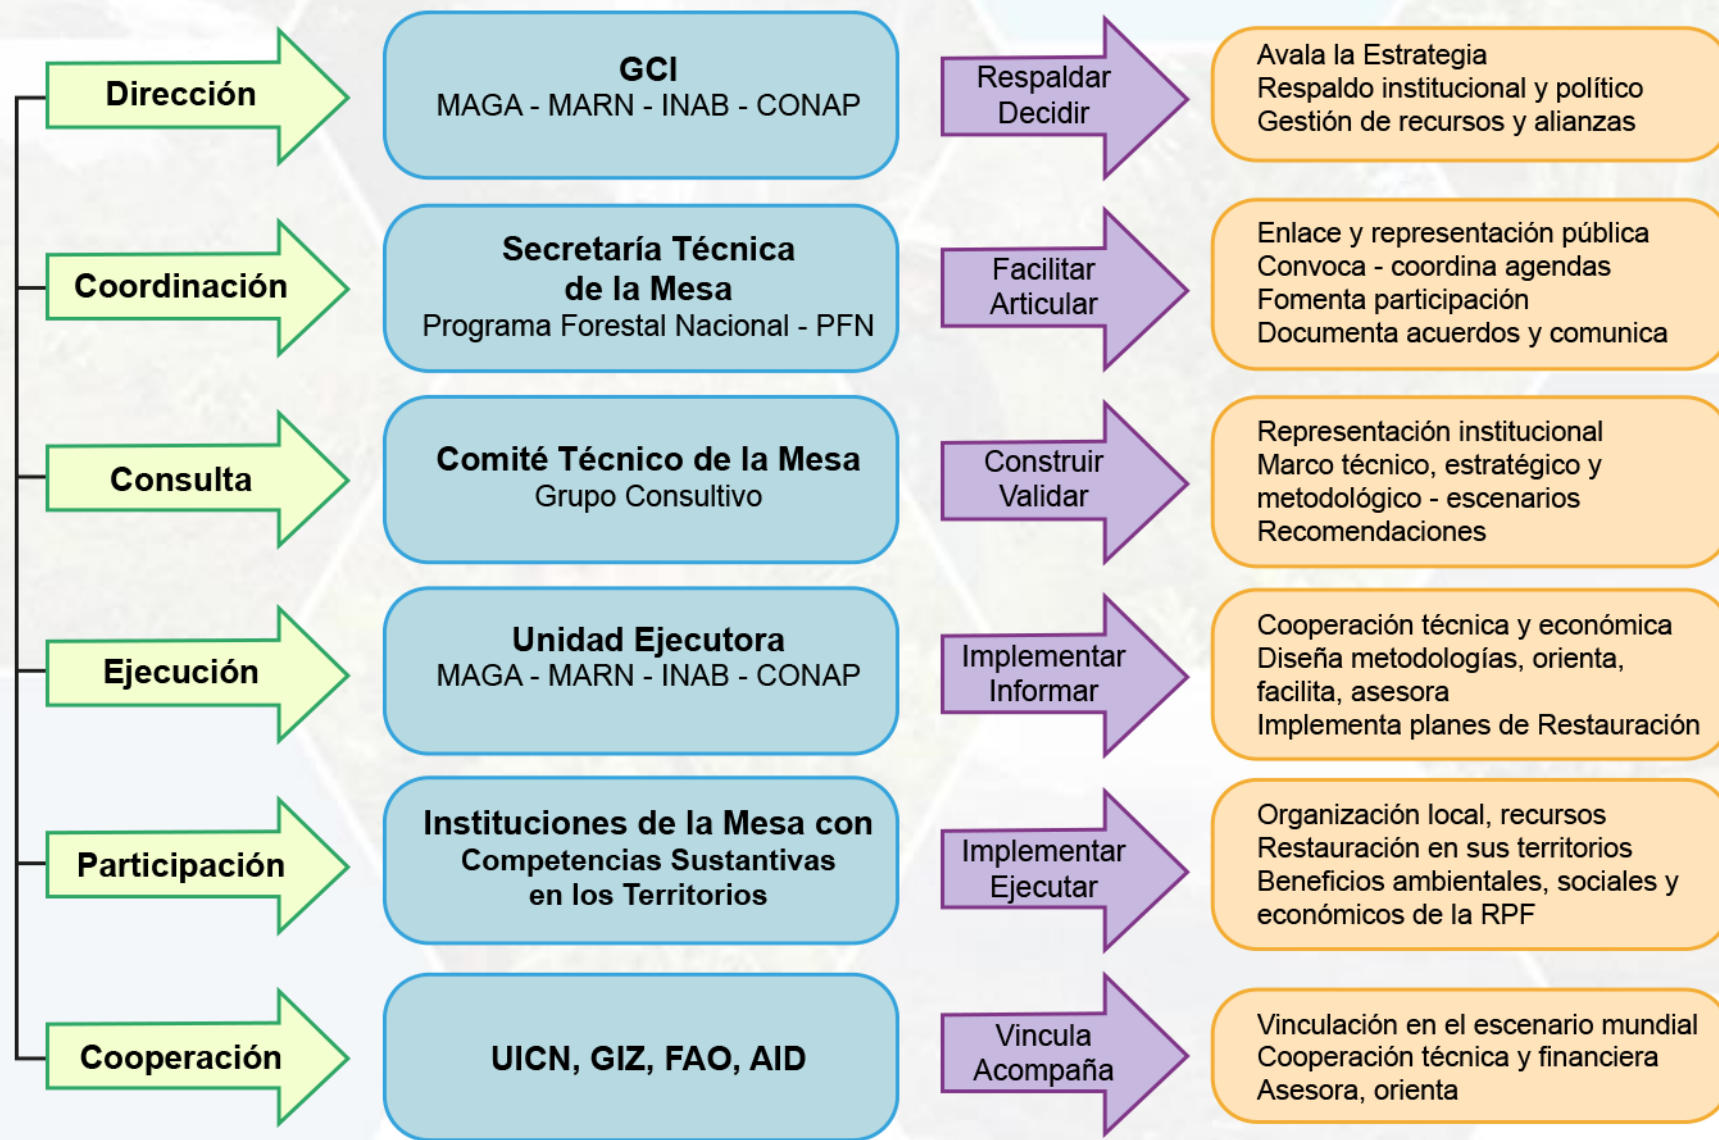 Dirección
GCI
MAGA - MARN - INAB - CONAP
Respaldar
Decidir
Avala la Estrategia
Respaldo institucional y político
Gestión de recursos y alianzas
Coordinación
Secretaría Técnica
de la Mesa
Programa Forestal Nacional - PFN
Facilitar
Articular
Enlace y representación pública
Convoca - coordina agendas
Fomenta participación
Documenta acuerdos y comunica
Consulta
Comité Técnico de la Mesa
Grupo Consultivo
Construir
Validar
Representación institucional
Marco técnico, estratégico y
metodológico - escenarios
Recomendaciones
Ejecución
Unidad Ejecutora
MAGA - MARN - INAB - CONAP
Implementar
Informar
Cooperación técnica y económica
Diseña metodologías, orienta,
facilita, asesora
Implementa planes de Restauración
Participación
Instituciones de la Mesa con
Competencias Sustantivas
en los Territorios
Implementar
Ejecutar
Organización local, recursos
Restauración en sus territorios
Beneficios ambientales, sociales y
económicos de la RPF
Cooperación
UICN, GIZ, FAO, AID
Vincula
Acompaña
Vinculación en el escenario mundial
Cooperación técnica y financiera
Asesora, orienta